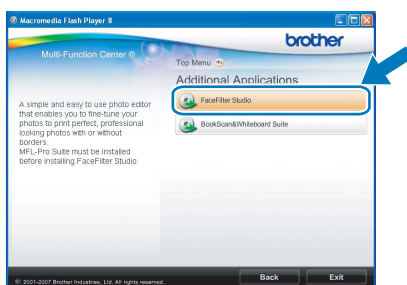 Macromedia Flash Player 8
brother
Multi-Function Center ®
Top Menu
Additional Applications
FaceFilter Studio
BookScan&Whiteboard Suite
A simple and easy to use photo editor
that enables you to fine-tune your
photos to print perfect, professional
looking photos with or without
borders.
MFL-Pro Suite must be installed
before installing FaceFilter Studio.
© 2001-2007 Brother Industries, Ltd. All rights reserved.
Back
Exit